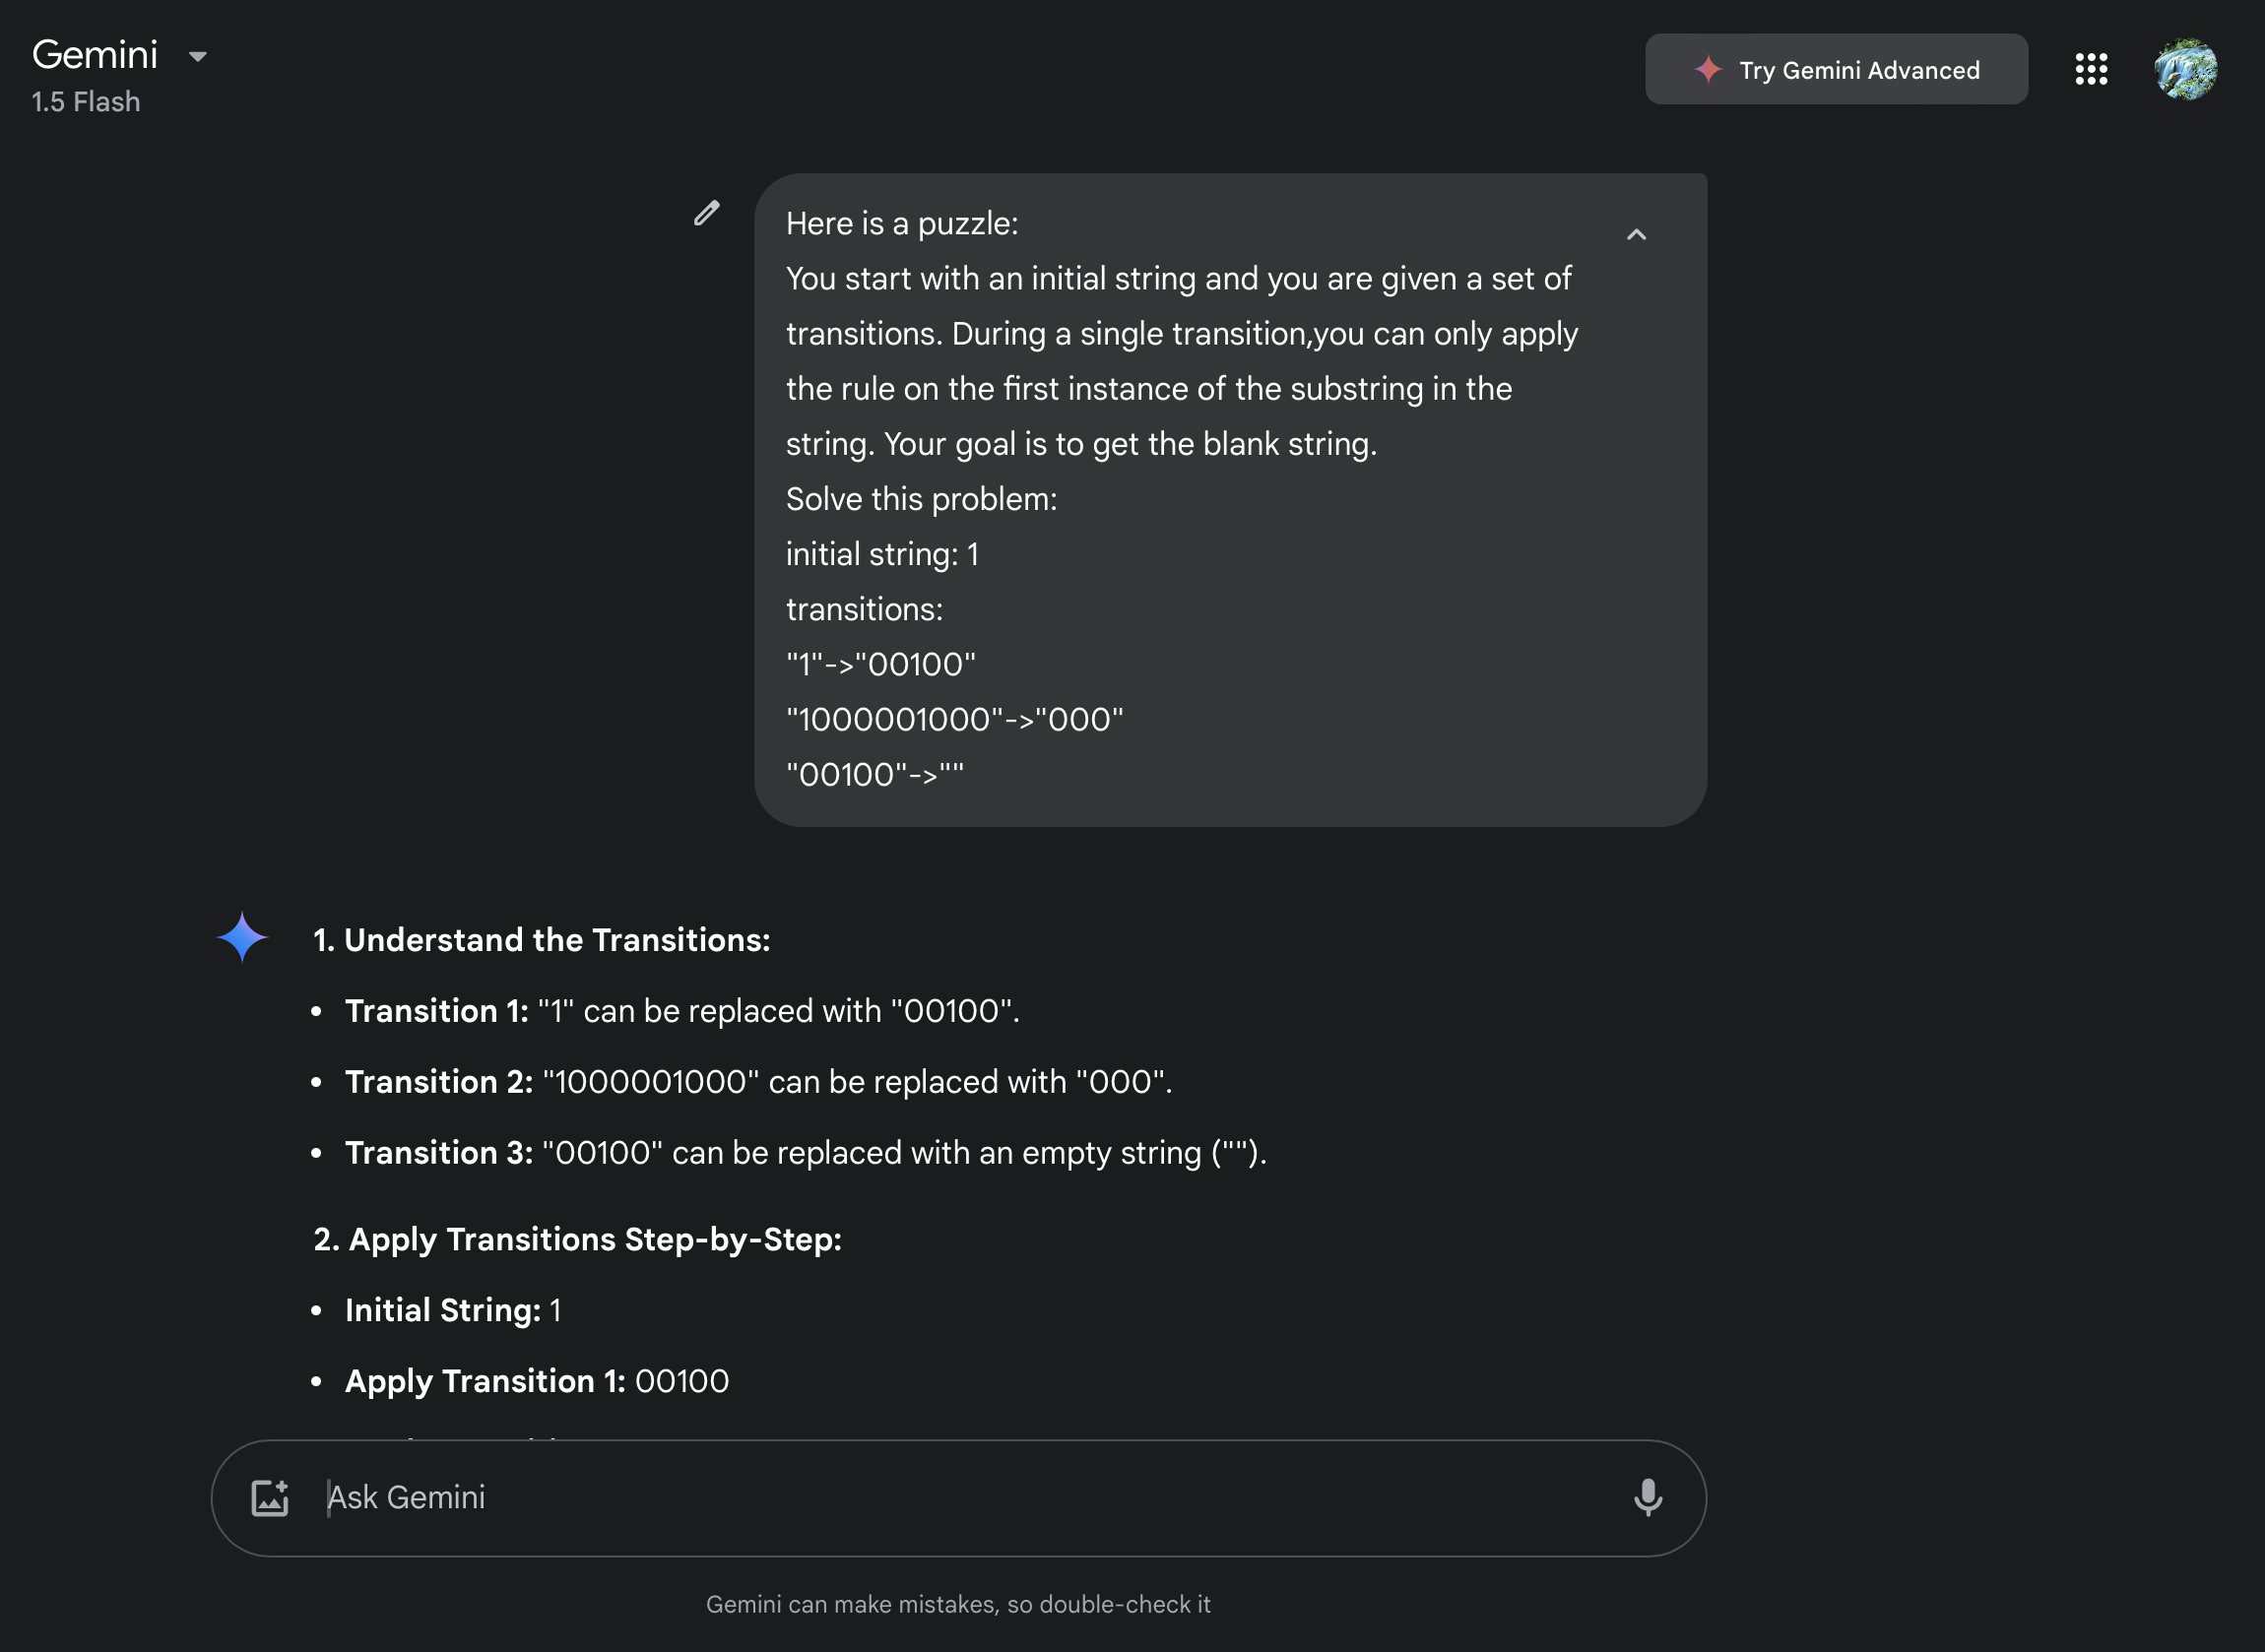 Gemini
1.5 Flash
Try Gemini Advanced
Here is a puzzle:
You start with an initial string and you are given a set of
transitions. During a single transition,you can only apply
the rule on the first instance of the substring in the
string. Your goal is to get the blank string.
Solve this problem:
initial string: 1
transitions:
"1"->"00100"
"1000001000"->"000"
"00100"->""
1. Understand the Transitions:
• Transition 1: "1" can be replaced with "00100".
• Transition 2: "1000001000" can be replaced with "000".
• Transition 3: "00100" can be replaced with an empty string ("").
2. Apply Transitions Step-by-Step:
• Initial String: 1
• Apply Transition 1: 00100
Ask Gemini
Gemini can make mistakes, so double-check it